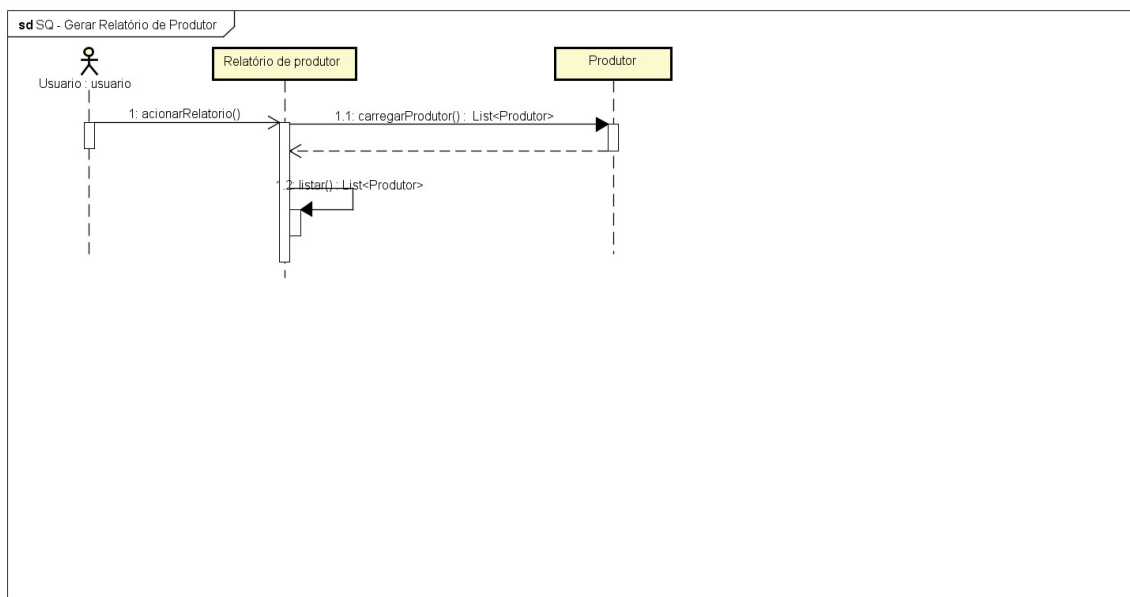 sd SQ - Gerar Relatório de Produtor
Usuario : usuario
Relatório de produtor
Produtor
1: acionarRelatorio()
1.1: carregarProdutor() : List<Produtor>
1.2: listar() : List<Produtor>